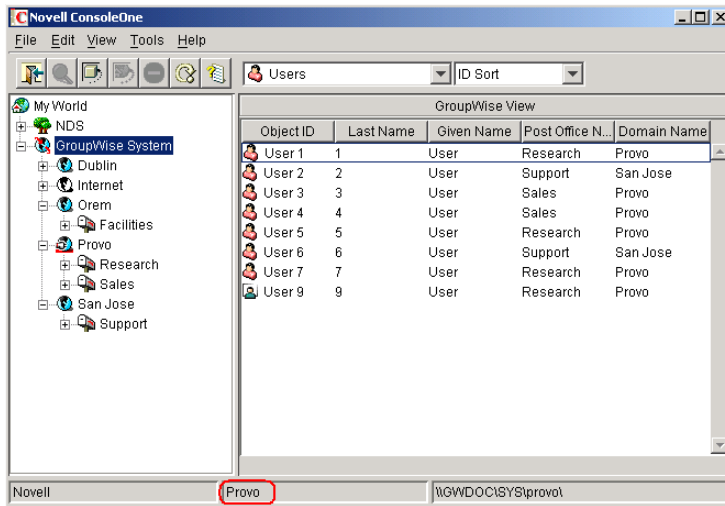 Novell ConsoleOne
File Edit View Tools Help
Users ID Sort
My World
NDS
GroupWise System
Dublin
Internet
Orem
Facilities
Provo
Research
Sales
San Jose
Support
GroupWise View
Object ID Last Name Given Name Post Office N... Domain Name
User 1 1 User Research Provo
User 2 2 User Support San Jose
User 3 3 User Sales Provo
User 4 4 User Sales Provo
User 5 5 User Research Provo
User 6 6 User Support San Jose
User 7 7 User Research Provo
User 9 9 User Research Provo
Novell Provo \\GWDOC\SYS\provo\